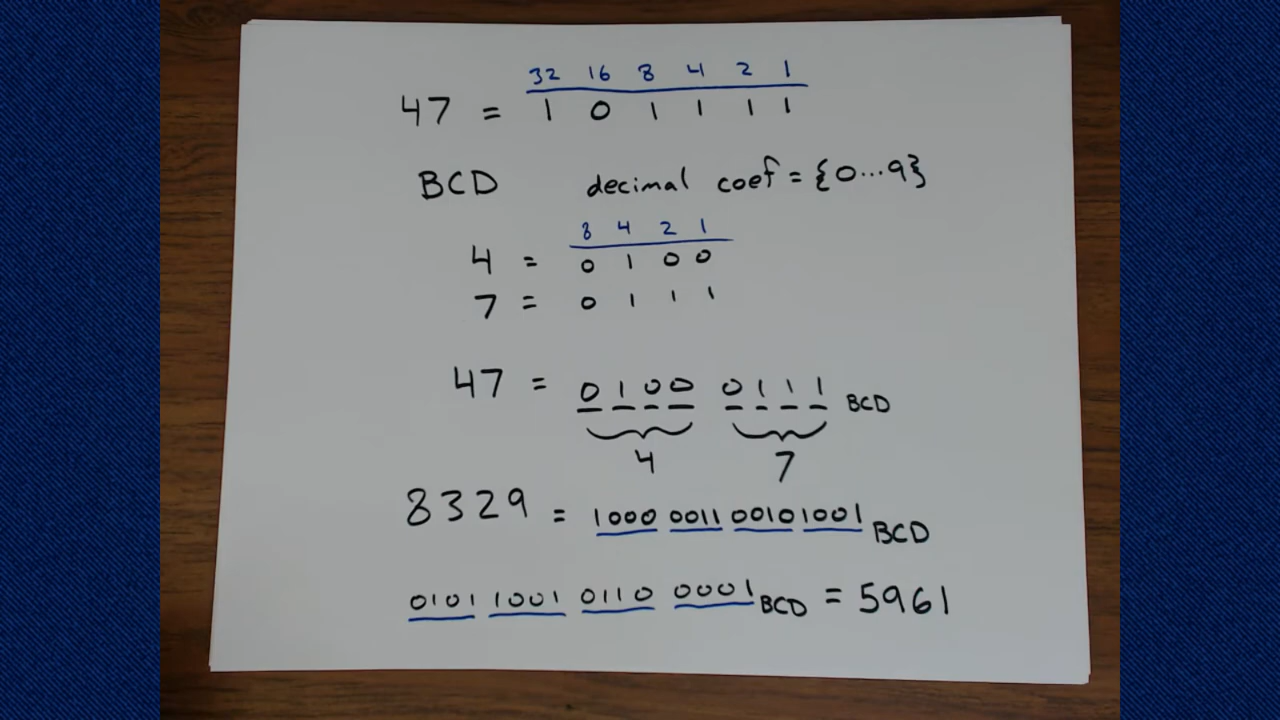 32 16 8 4 2 1
47 = 1 0 1 1 1 1
BCD decimal coef = {0...9}
8 4 2 1
4 = 0 1 0 0
7 = 0 1 1 1
47 = 0 1 0 0 0 1 1 1 BCD
4 7
8329 = 1000 0011 0010 1001 BCD
0101 1001 0110 0001 BCD = 5961